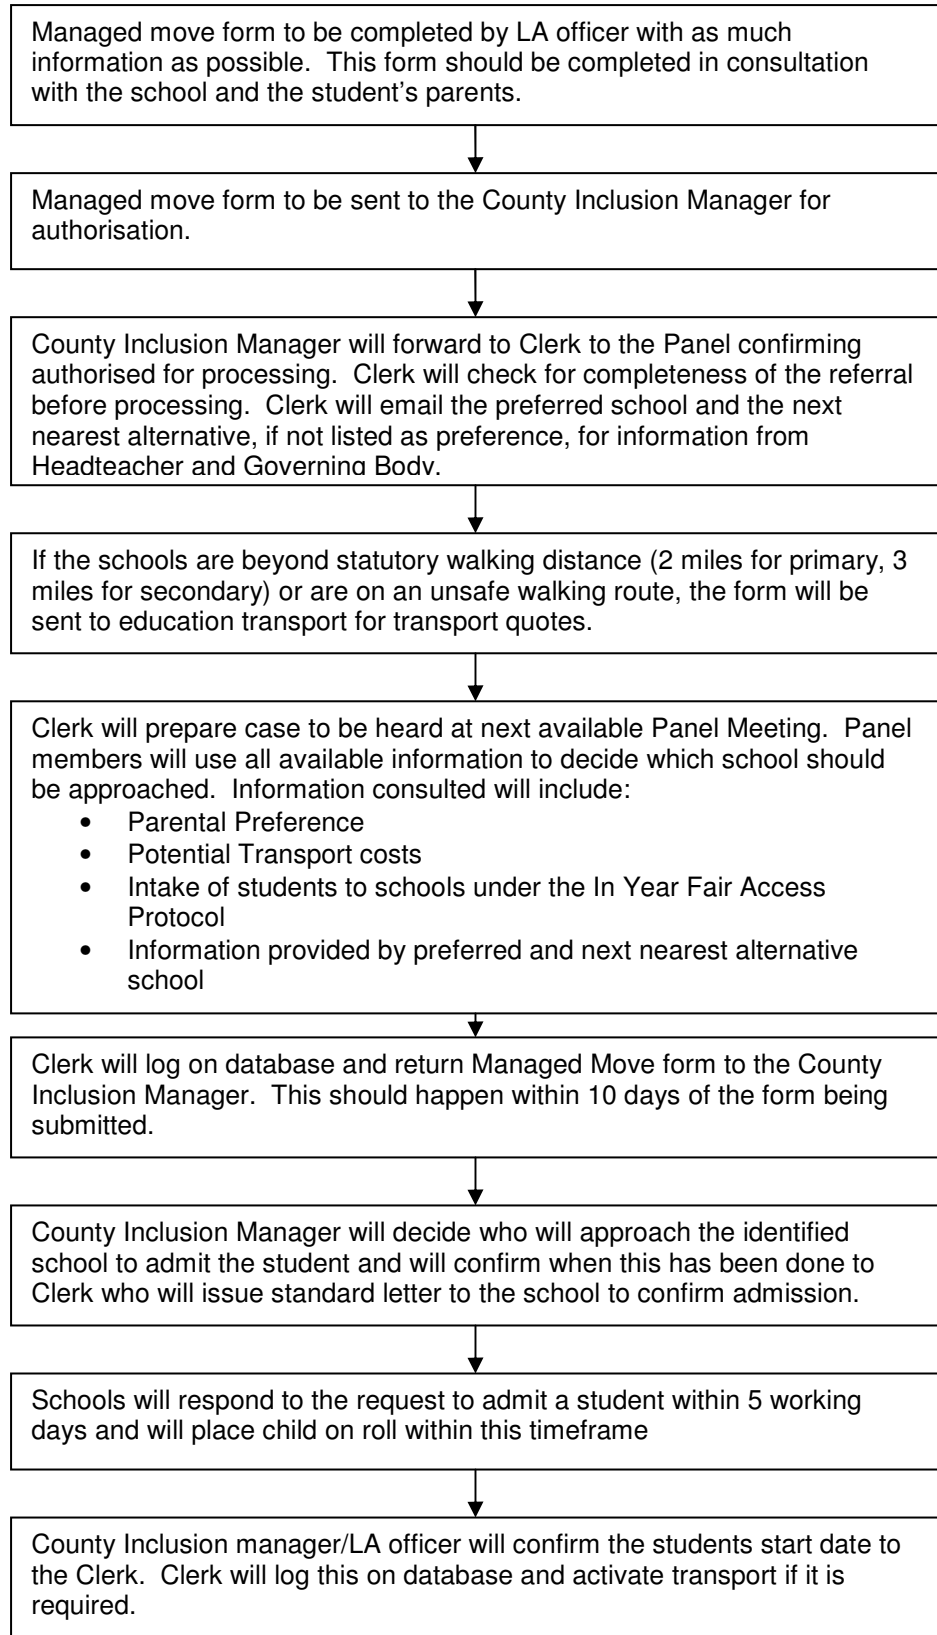 Managed move form to be completed by LA officer with as much
information as possible.  This form should be completed in consultation
with the school and the student's parents.
Managed move form to be sent to the County Inclusion Manager for
authorisation.
County Inclusion Manager will forward to Clerk to the Panel confirming
authorised for processing.  Clerk will check for completeness of the referral
before processing.  Clerk will email the preferred school and the next
nearest alternative, if not listed as preference, for information from
Headteacher and Governing Body.
If the schools are beyond statutory walking distance (2 miles for primary, 3
miles for secondary) or are on an unsafe walking route, the form will be
sent to education transport for transport quotes.
Clerk will prepare case to be heard at next available Panel Meeting.  Panel
members will use all available information to decide which school should
be approached.  Information consulted will include:
• Parental Preference
• Potential Transport costs
• Intake of students to schools under the In Year Fair Access
Protocol
• Information provided by preferred and next nearest alternative
school
Clerk will log on database and return Managed Move form to the County
Inclusion Manager.  This should happen within 10 days of the form being
submitted.
County Inclusion Manager will decide who will approach the identified
school to admit the student and will confirm when this has been done to
Clerk who will issue standard letter to the school to confirm admission.
Schools will respond to the request to admit a student within 5 working
days and will place child on roll within this timeframe
County Inclusion manager/LA officer will confirm the students start date to
the Clerk.  Clerk will log this on database and activate transport if it is
required.